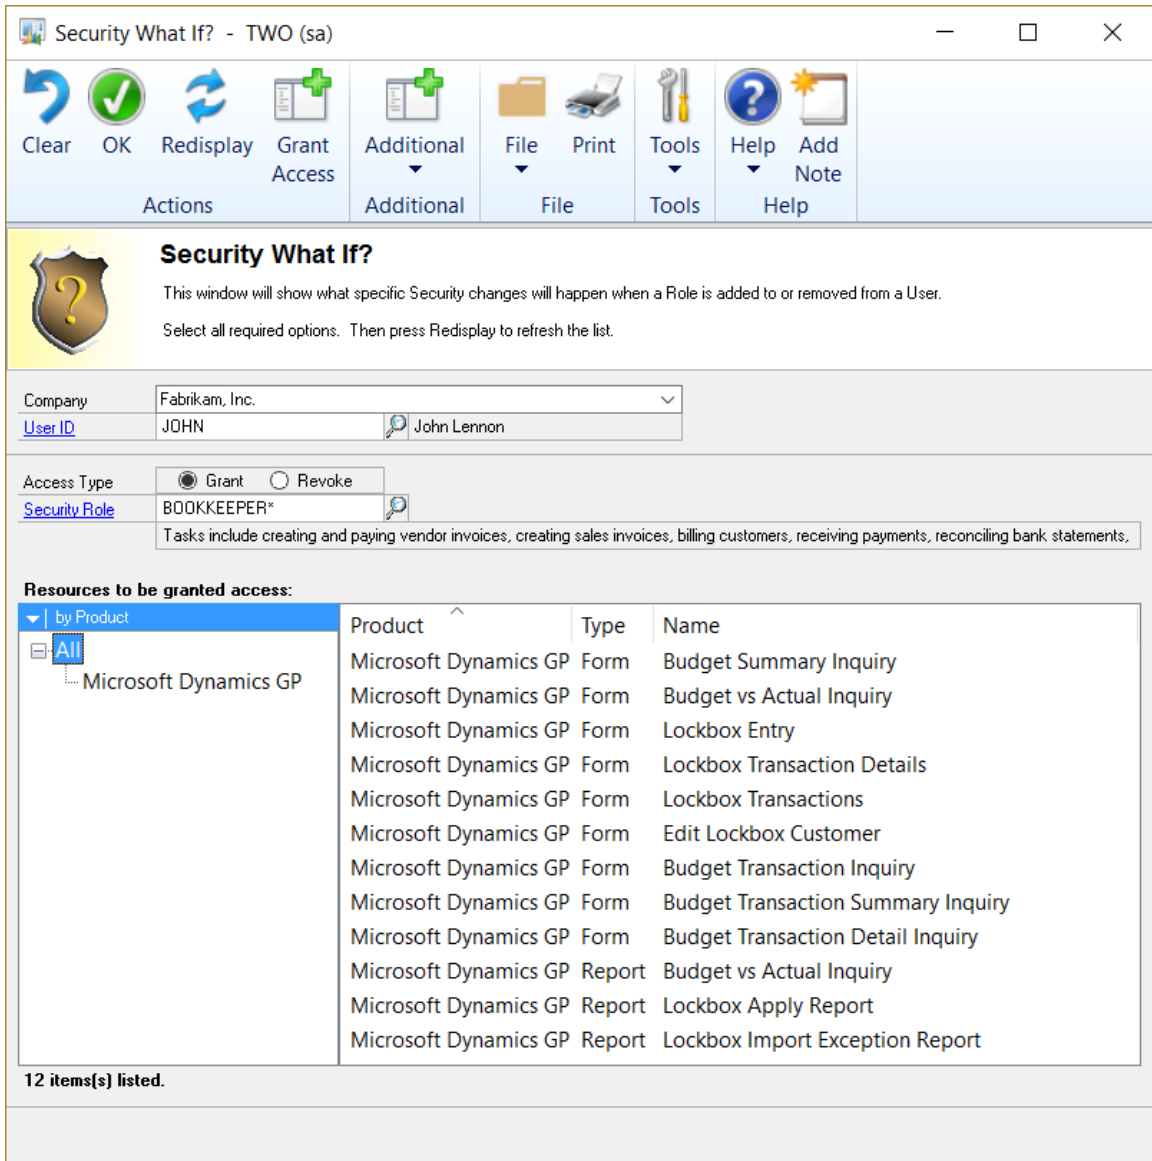 Security What If?  -  TWO (sa)
Clear OK Redisplay Grant Access Additional File Print Tools Help Add Note
Actions Additional File Tools Help
Security What If?
This window will show what specific Security changes will happen when a Role is added to or removed from a User.
Select all required options.  Then press Redisplay to refresh the list.
Company Fabrikam, Inc.
User ID JOHN John Lennon
Access Type Grant Revoke
Security Role BOOKKEEPER*
Tasks include creating and paying vendor invoices, creating sales invoices, billing customers, receiving payments, reconciling bank statements,
Resources to be granted access:
by Product
All
Microsoft Dynamics GP
Product Type Name
Microsoft Dynamics GP Form Budget Summary Inquiry
Microsoft Dynamics GP Form Budget vs Actual Inquiry
Microsoft Dynamics GP Form Lockbox Entry
Microsoft Dynamics GP Form Lockbox Transaction Details
Microsoft Dynamics GP Form Lockbox Transactions
Microsoft Dynamics GP Form Edit Lockbox Customer
Microsoft Dynamics GP Form Budget Transaction Inquiry
Microsoft Dynamics GP Form Budget Transaction Summary Inquiry
Microsoft Dynamics GP Form Budget Transaction Detail Inquiry
Microsoft Dynamics GP Report Budget vs Actual Inquiry
Microsoft Dynamics GP Report Lockbox Apply Report
Microsoft Dynamics GP Report Lockbox Import Exception Report
12 items(s) listed.